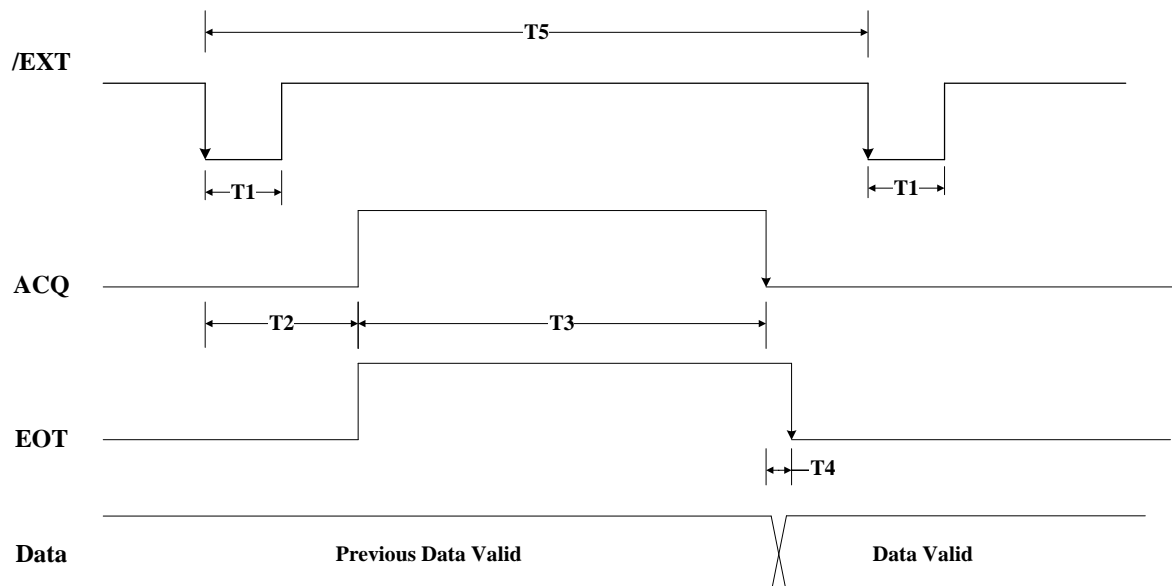 T5
/EXT
T1
T1
ACQ
T2
T3
EOT
T4
Data
Previous Data Valid
Data Valid